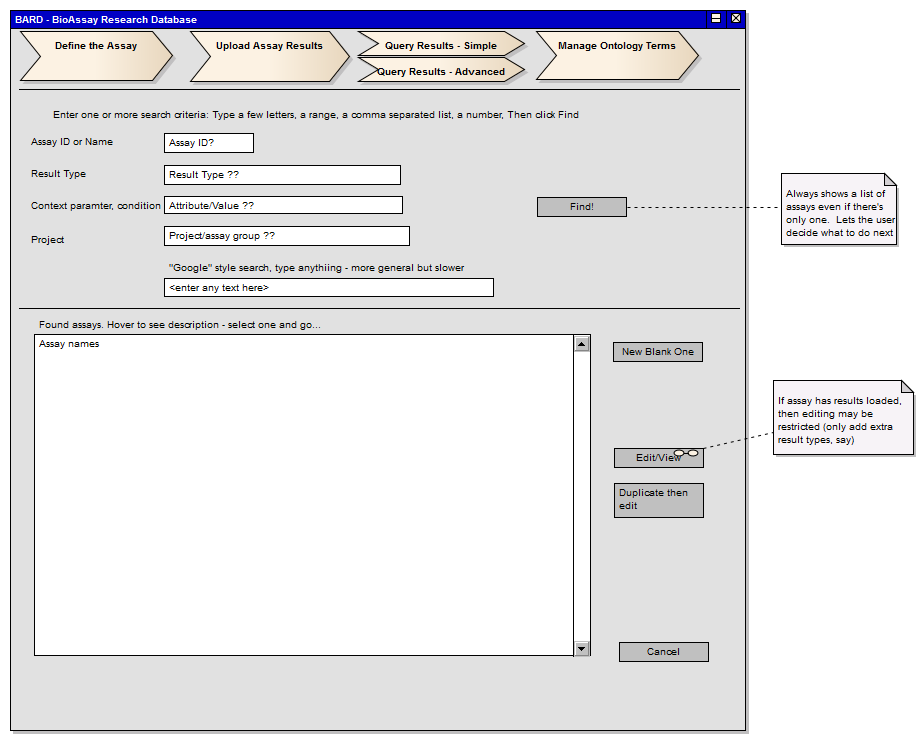 BARD - BioAssay Research Database
Define the Assay
Upload Assay Results
Query Results - Simple
Query Results - Advanced
Manage Ontology Terms
Enter one or more search criteria: Type a few letters, a range, a comma separated list, a number, Then click Find
Assay ID or Name
Assay ID?
Result Type
Result Type ??
Context paramter, condition
Attribute/Value ??
Find!
Always shows a list of
assays even if there's
only one. Lets the user
decide what to do next
Project
Project/assay group ??
"Google" style search, type anythiing - more general but slower
<enter any text here>
Found assays. Hover to see description - select one and go...
Assay names
New Blank One
If assay has results loaded,
then editing may be
restricted (only add extra
result types, say)
Edit/View
Duplicate then
edit
Cancel